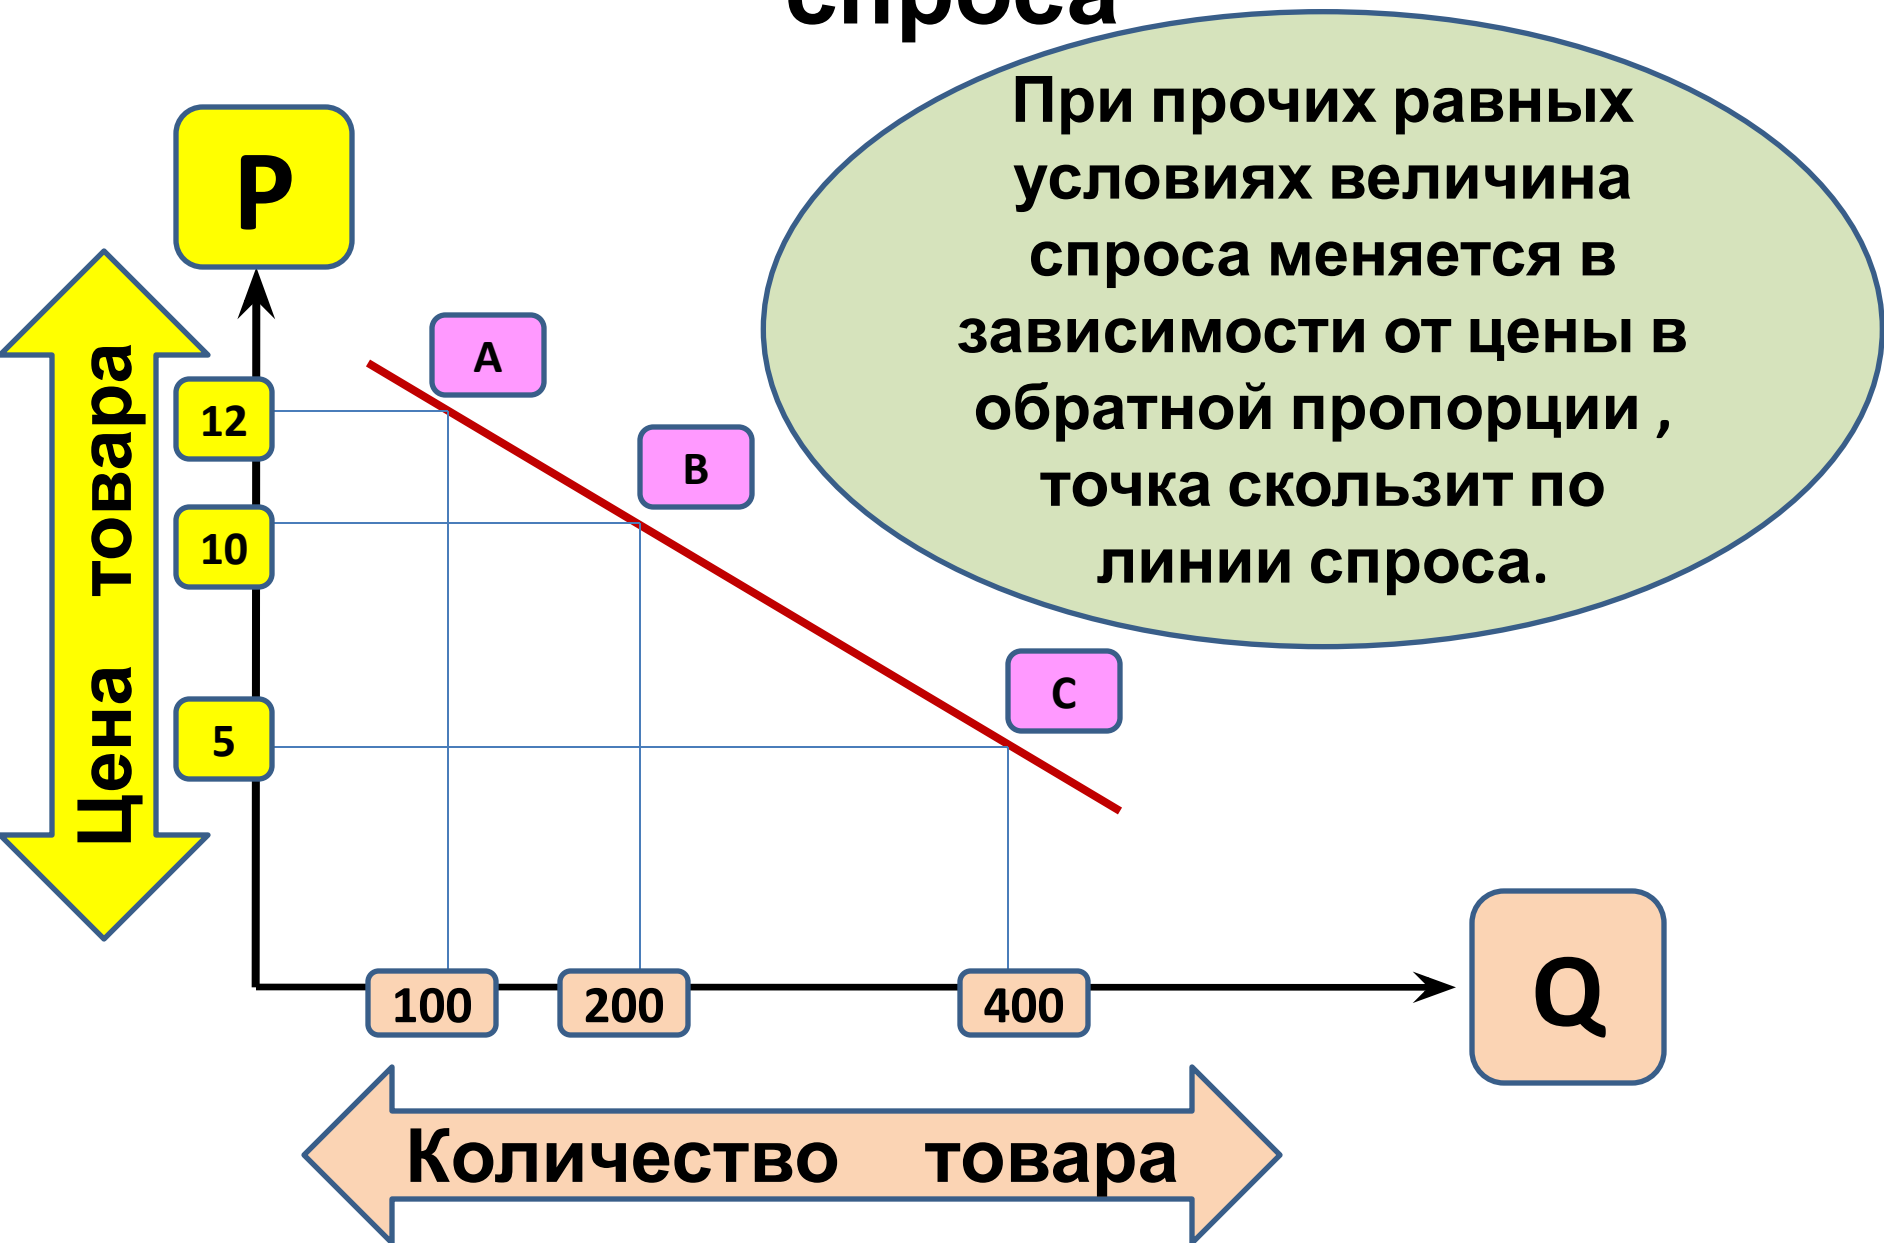 спроса
При прочих равных
условиях величина
спроса меняется в
зависимости от цены в
обратной пропорции ,
точка скользит по
линии спроса.
P
A
12
B
10
Цена товара
C
5
100
200
400
Q
Количество товара